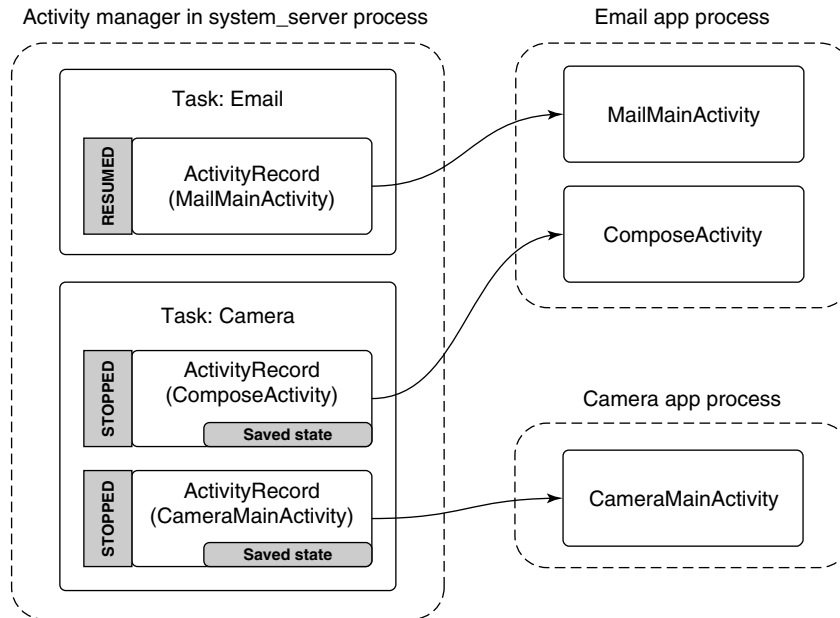 Activity manager in system_server process
Task: Email
RESUMED
ActivityRecord
(MailMainActivity)
Task: Camera
STOPPED
ActivityRecord
(ComposeActivity)
Saved state
STOPPED
ActivityRecord
(CameraMainActivity)
Saved state
Email app process
MailMainActivity
ComposeActivity
Camera app process
CameraMainActivity